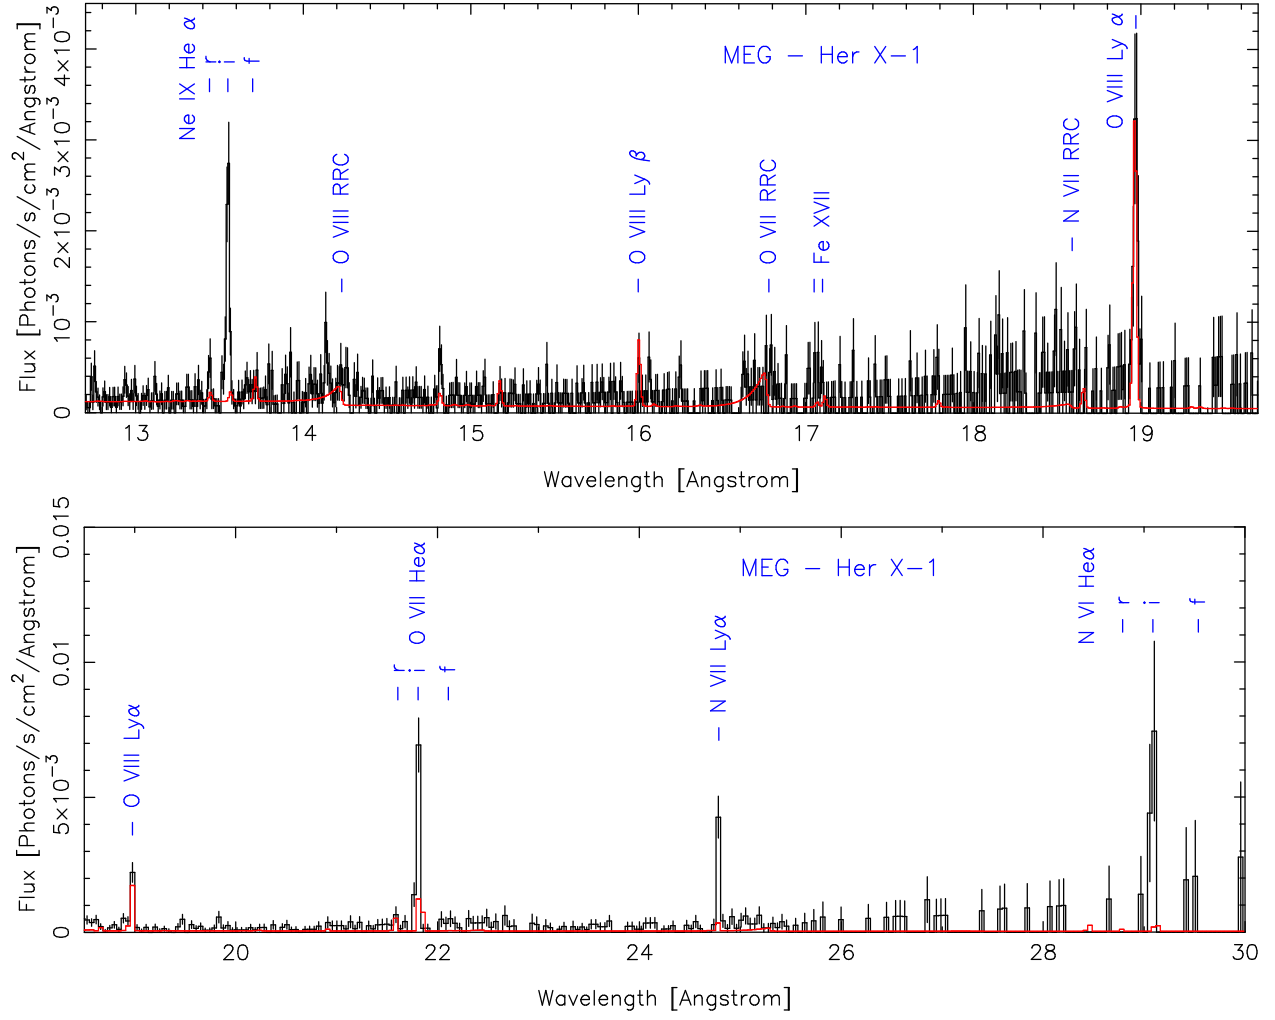 MEG − Her X−1
Ne IX He α
r
i
f
O VIII RRC
O VIII Ly β
O VII RRC
Fe XVII
N VII RRC
O VIII Ly α
Flux [Photons/s/cm²/Angstrom]
0
10⁻³
2×10⁻³
3×10⁻³
4×10⁻³
13 14 15 16 17 18 19
Wavelength [Angstrom]
MEG − Her X−1
O VIII Lyα
r
i
f
O VII Heα
N VII Lyα
N VI Heα
r
i
f
Flux [Photons/s/cm²/Angstrom]
0
5×10⁻³
0.01
0.015
20 22 24 26 28 30
Wavelength [Angstrom]